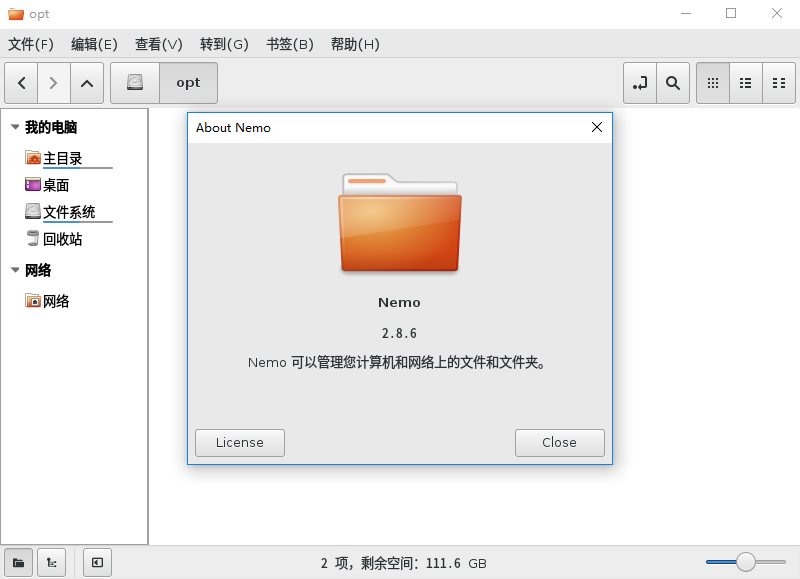 opt
文件(F) 编辑(E) 查看(V) 转到(G) 书签(B) 帮助(H)
opt
我的电脑
主目录
桌面
文件系统
回收站
网络
网络
About Nemo
Nemo
2.8.6
Nemo 可以管理您计算机和网络上的文件和文件夹。
License Close
2 项，剩余空间：111.6 GB